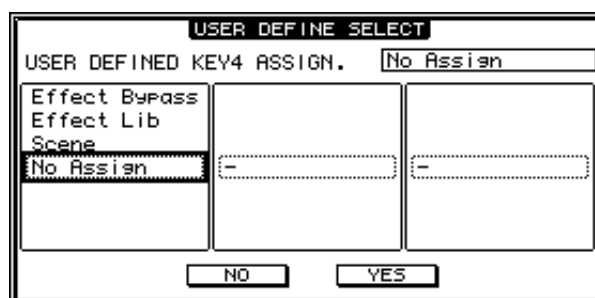 USER DEFINE SELECT
USER DEFINED KEY4 ASSIGN. No Assign
Effect Bypass
Effect Lib
Scene
No Assign - -
NO YES